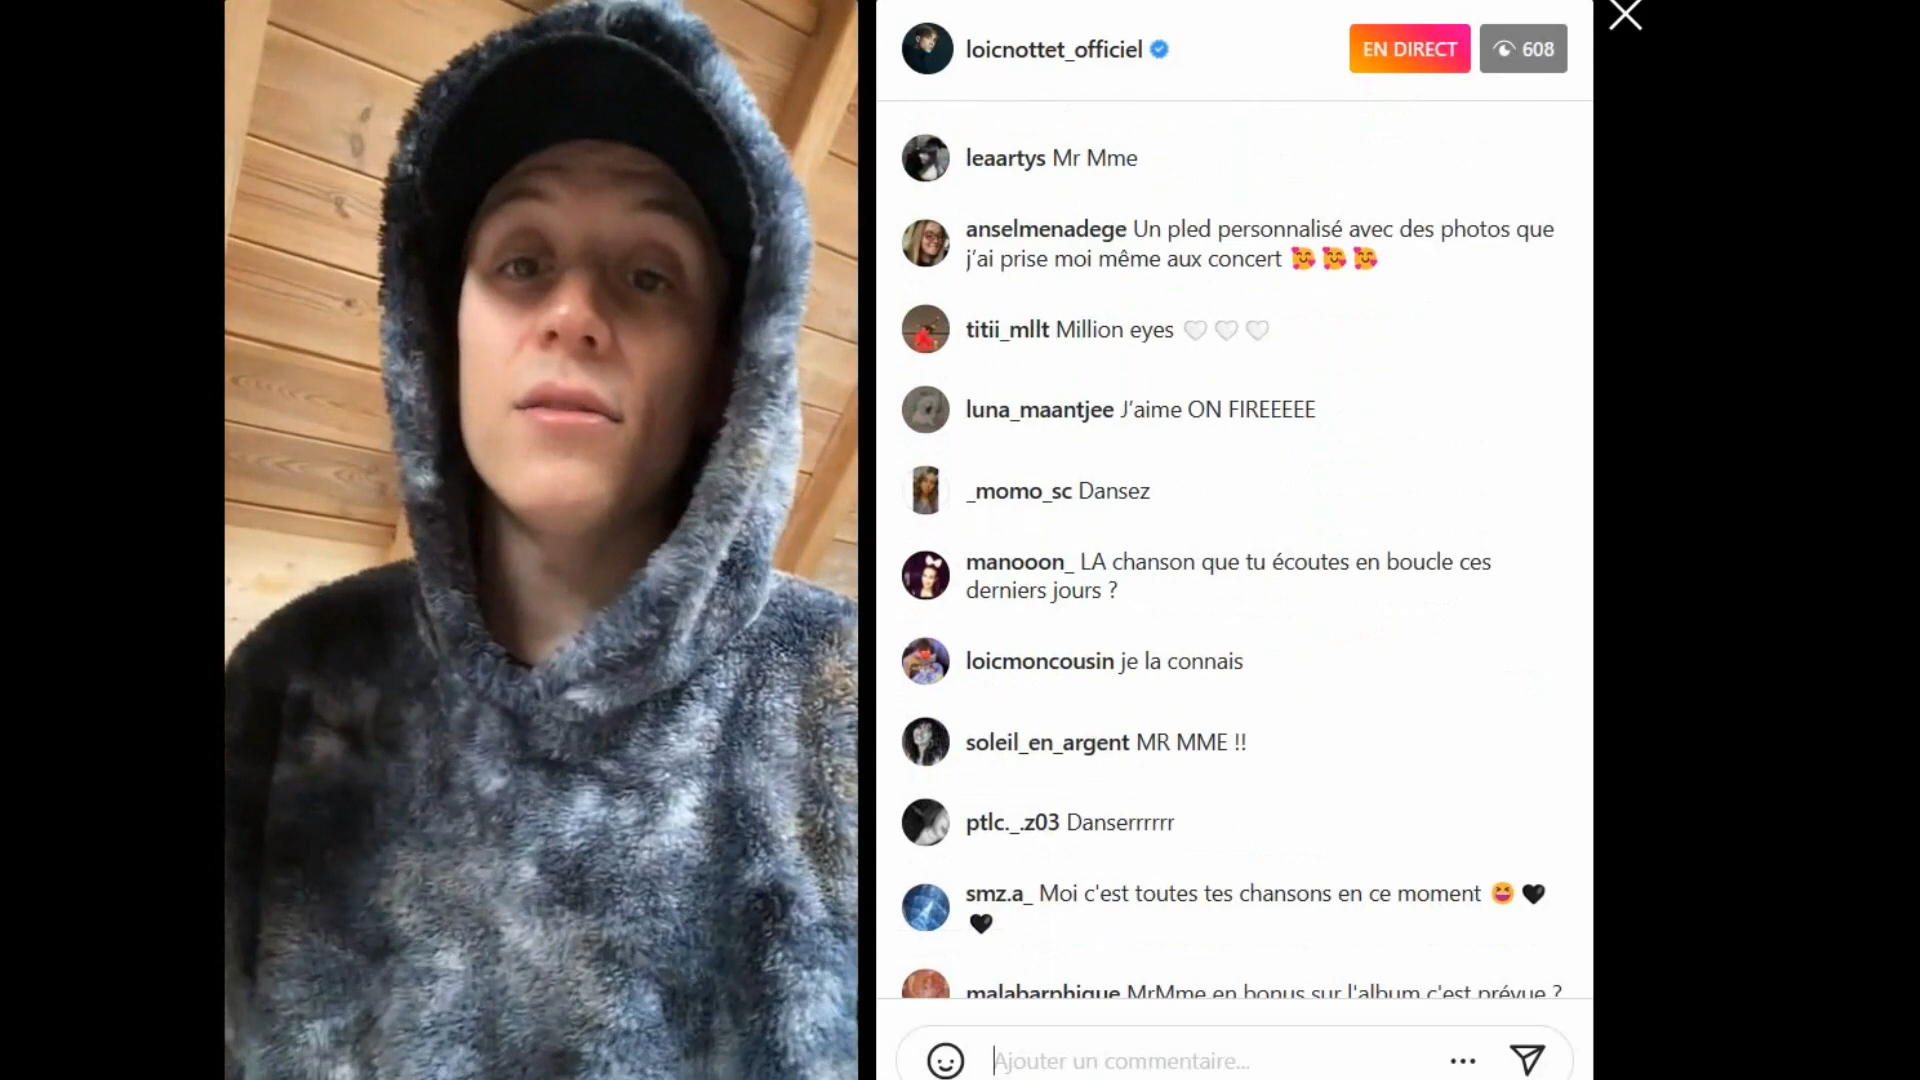 loicnottet_officiel
EN DIRECT
608
leaartys Mr Mme
anselmenadege Un pled personnalisé avec des photos que
j’ai prise moi même aux concert 🥰 🥰 🥰
titii_mllt Million eyes 🤍 🤍 🤍
luna_maantjee J’aime ON FIREEEEE
_momo_sc Dansez
manooon_ LA chanson que tu écoutes en boucle ces
derniers jours ?
loicmoncousin je la connais
soleil_en_argent MR MME !!
ptlc._.z03 Danserrrrrr
smz.a_ Moi c'est toutes tes chansons en ce moment 😆 🖤
🖤
malabarphique MrMme en bonus sur l'album c'est prévue ?
Ajouter un commentaire...